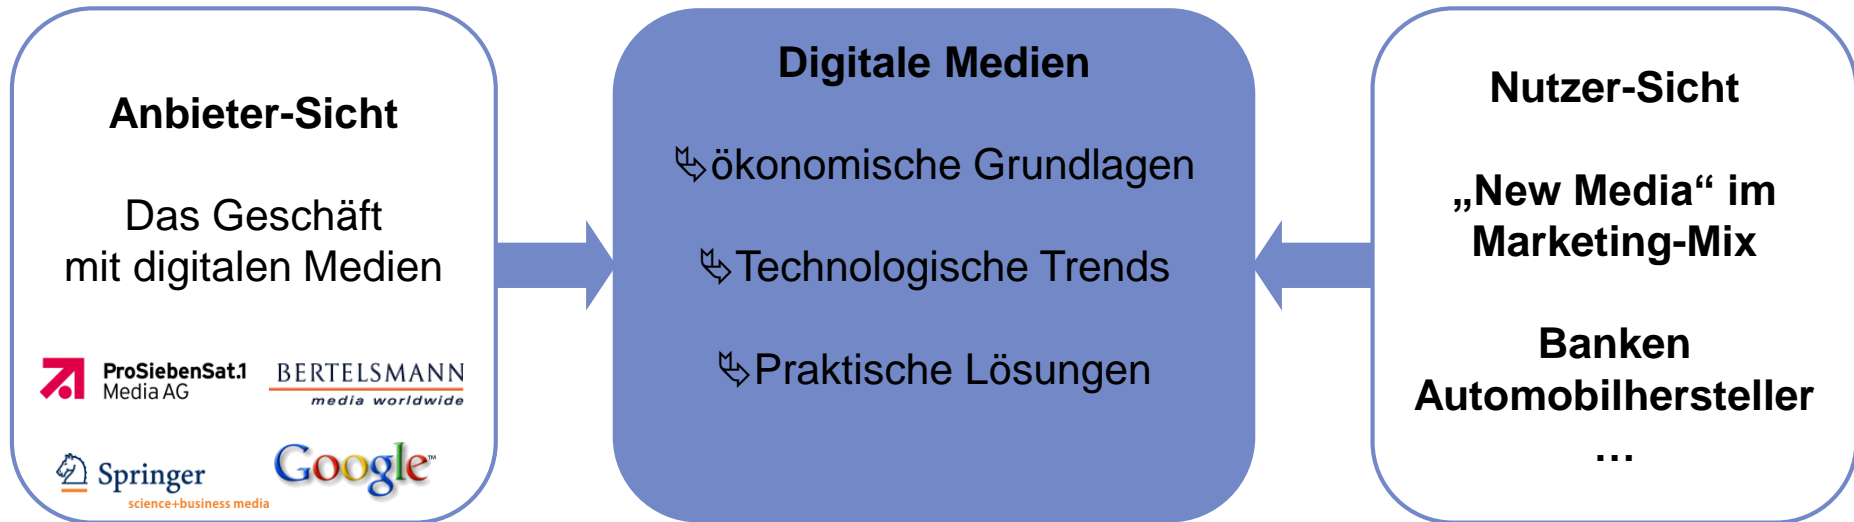 Anbieter-Sicht
Das Geschäft
mit digitalen Medien
ProSiebenSat.1
Media AG
BERTELSMANN
media worldwide
Springer
science+business media
Google™
Digitale Medien
ökonomische Grundlagen
Technologische Trends
Praktische Lösungen
Nutzer-Sicht
„New Media“ im
Marketing-Mix
Banken
Automobilhersteller
…